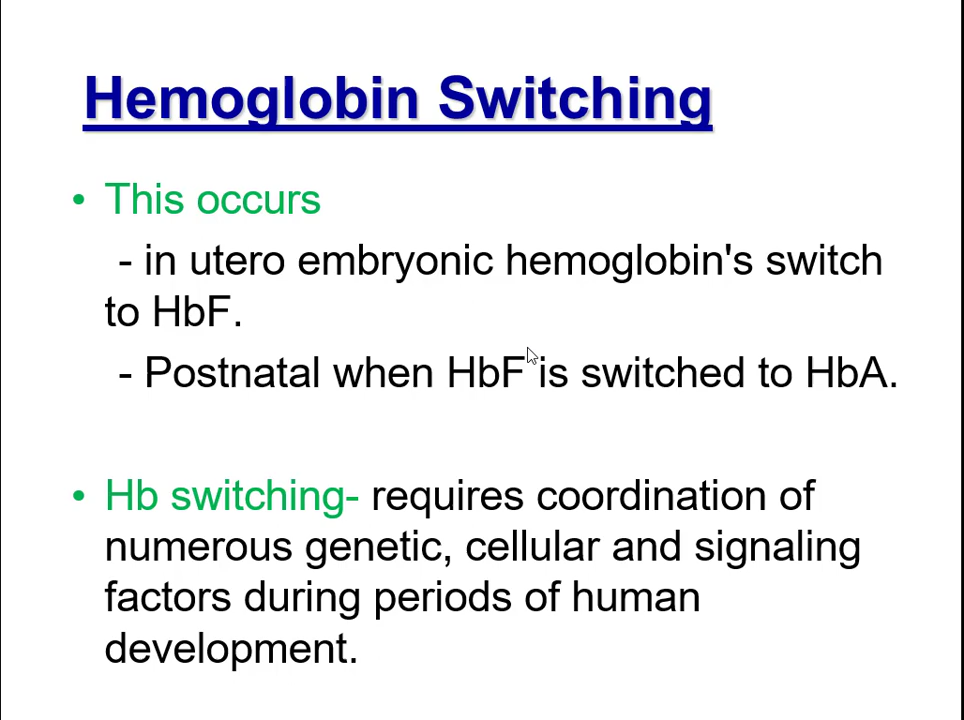 Hemoglobin Switching
• This occurs
- in utero embryonic hemoglobin's switch
to HbF.
- Postnatal when HbF is switched to HbA.
• Hb switching- requires coordination of
numerous genetic, cellular and signaling
factors during periods of human
development.